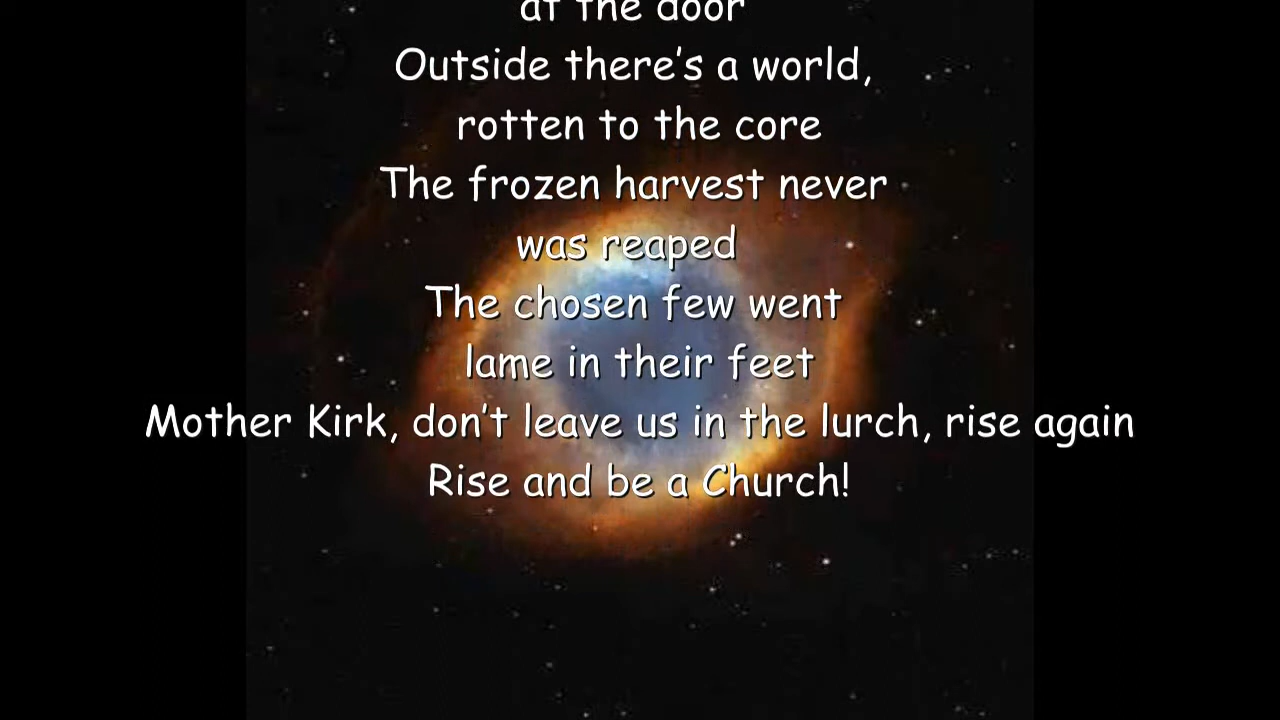 at the door
Outside there's a world,
rotten to the core
The frozen harvest never
was reaped
The chosen few went
lame in their feet
Mother Kirk, don't leave us in the lurch, rise again
Rise and be a Church!